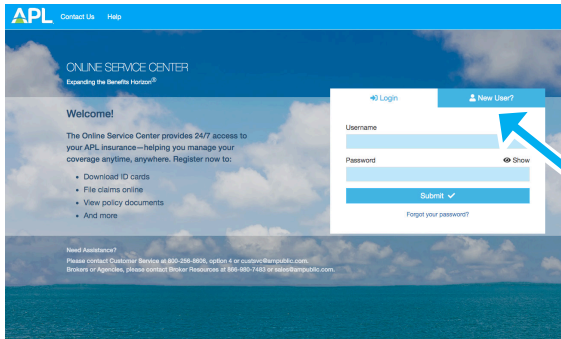 APL Contact Us Help
ONLINE SERVICE CENTER
Expanding the Benefits Horizon®
Login New User?
Welcome!
The Online Service Center provides 24/7 access to
your APL insurance—helping you manage your
coverage anytime, anywhere. Register now to:
• Download ID cards
• File claims online
• View policy documents
• And more
Username
Password Show
Submit
Forgot your password?
Need Assistance?
Please contact Customer Service at 800-256-8606, option 4 or custsvc@ampublic.com.
Brokers or Agencies, please contact Broker Resources at 866-980-7403 or sales@ampublic.com.